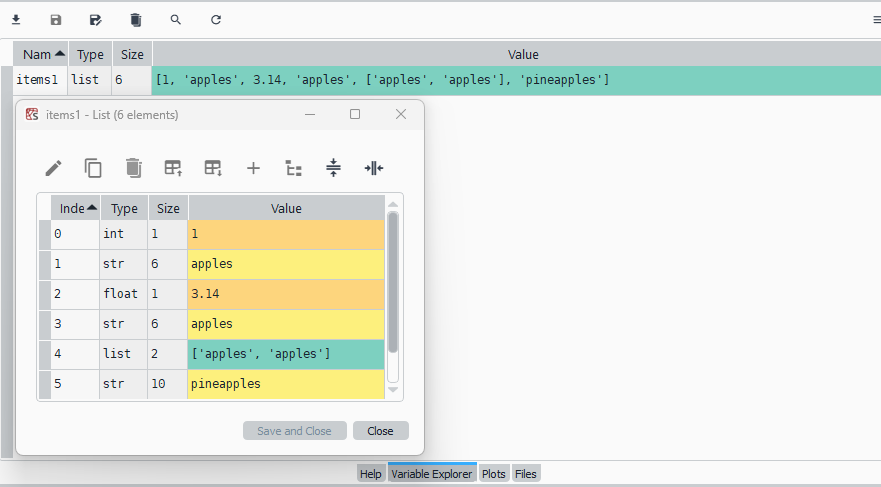 Nam Type Size Value
items1 list 6 [1, 'apples', 3.14, 'apples', ['apples', 'apples'], 'pineapples']
items1 - List (6 elements)
Inde Type Size Value
0 int 1 1
1 str 6 apples
2 float 1 3.14
3 str 6 apples
4 list 2 ['apples', 'apples']
5 str 10 pineapples
Save and Close Close
Help Variable Explorer Plots Files